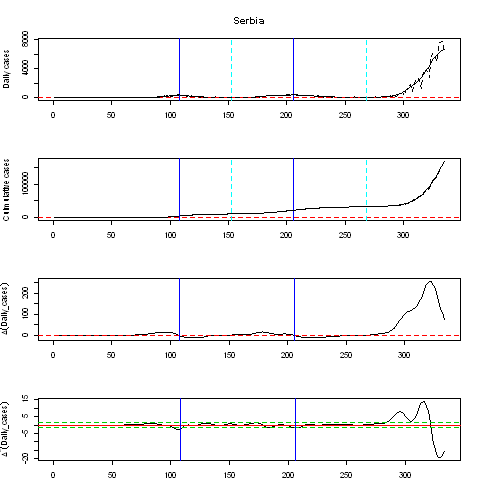 Serbia
Daily cases
0 4000 8000
0 50 100 150 200 250 300
Culmulative cases
0 100000
0 50 100 150 200 250 300
Δ(Daily_cases)
0 100 200
0 50 100 150 200 250 300
Δ²(Daily_cases)
-20 -5 5 15
0 50 100 150 200 250 300